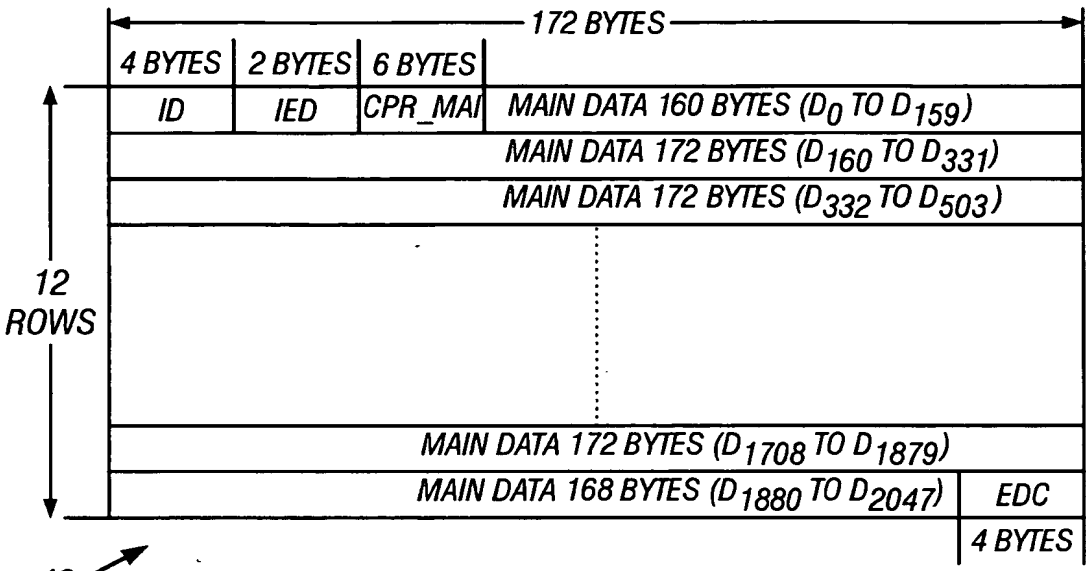 172 BYTES
4 BYTES 2 BYTES 6 BYTES
ID IED CPR_MAI MAIN DATA 160 BYTES (D0 TO D159)
MAIN DATA 172 BYTES (D160 TO D331)
MAIN DATA 172 BYTES (D332 TO D503)
12
ROWS
MAIN DATA 172 BYTES (D1708 TO D1879)
MAIN DATA 168 BYTES (D1880 TO D2047) EDC
4 BYTES